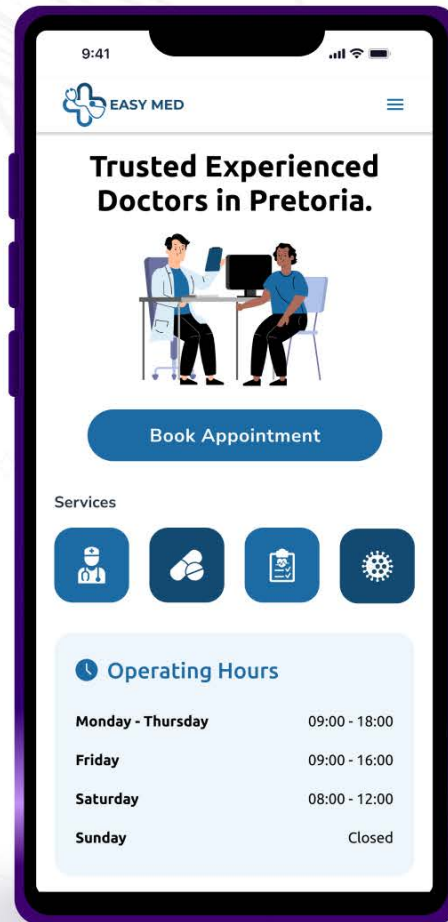 9:41
EASY MED
Trusted Experienced
Doctors in Pretoria.
Book Appointment
Services
Operating Hours
Monday - Thursday 09:00 - 18:00
Friday 09:00 - 16:00
Saturday 08:00 - 12:00
Sunday Closed